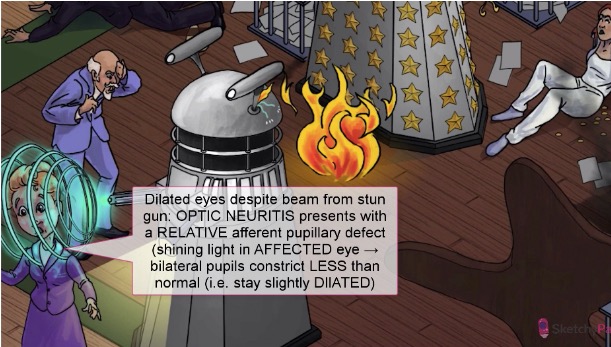 Dilated eyes despite beam from stun
gun: OPTIC NEURITIS presents with
a RELATIVE afferent pupillary defect
(shining light in AFFECTED eye →
bilateral pupils constrict LESS than
normal (i.e. stay slightly DIlATED)
Sketchy